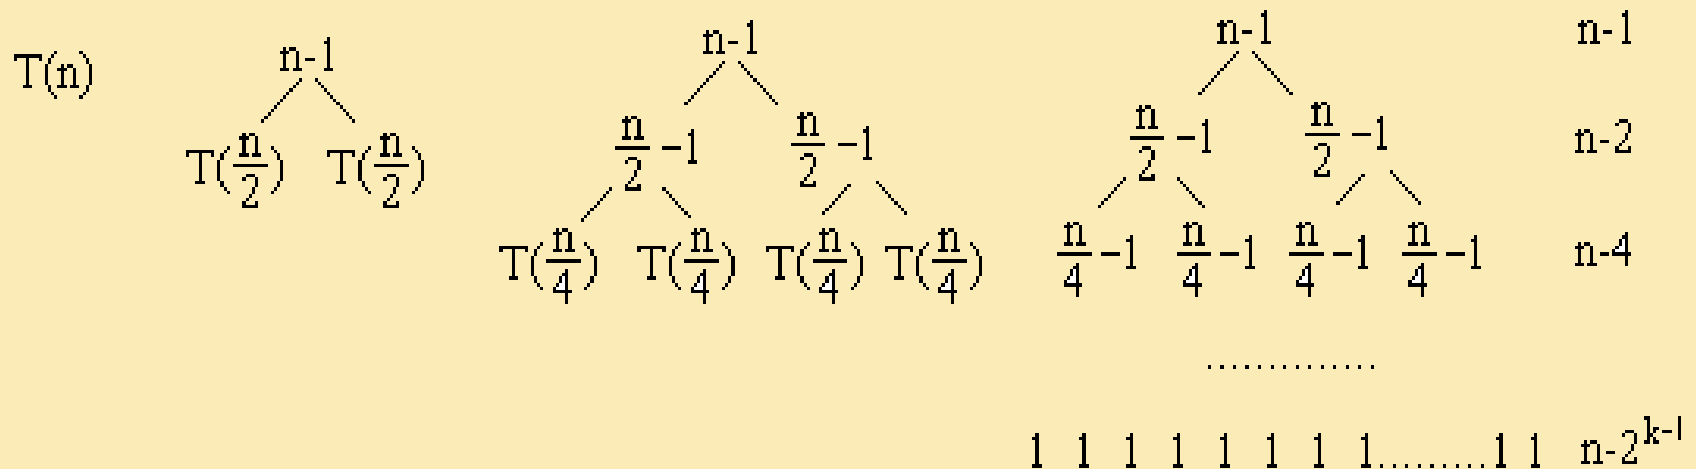 T(n) n-1 n-1 n-1 n-1
T(n/2) T(n/2) n/2 -1 n/2 -1 n/2 -1 n/2 -1 n-2
T(n/4) T(n/4) T(n/4) T(n/4) n/4 -1 n/4 -1 n/4 -1 n/4 -1 n-4
..............
1 1 1 1 1 1 1 1.........1 1 n-2^{k-1}